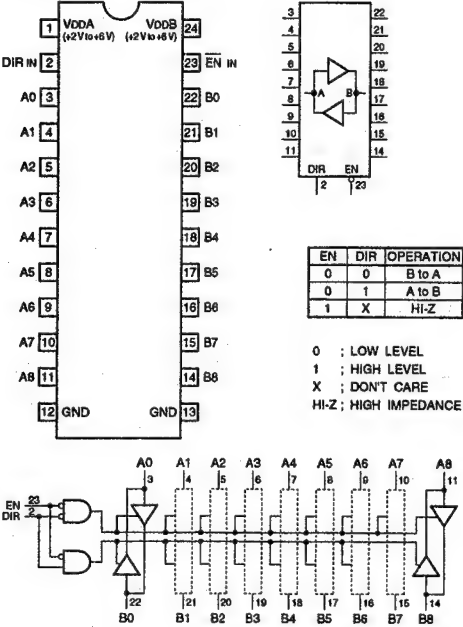 1 VDDA (+2Vto+6V) VDDB (+2Vto+6V) 24
DIR IN 2 23 EN IN
A0 3 22 B0
A1 4 21 B1
A2 5 20 B2
A3 6 19 B3
A4 7 18 B4
A5 8 17 B5
A6 9 16 B6
A7 10 15 B7
A8 11 14 B8
12 GND GND 13
3 22
4 21
5 20
6 19
7 18
8 17
9 16
10 15
11 14
A B
DIR EN
2 23
EN DIR OPERATION
0 0 B to A
0 1 A to B
1 X Hi-Z
0 ; LOW LEVEL
1 ; HIGH LEVEL
X ; DON'T CARE
HI-Z ; HIGH IMPEDANCE
A0 A1 A2 A3 A4 A5 A6 A7 A8
3 4 5 6 7 8 9 10 11
EN 23
DIR 2
22 21 20 19 18 17 16 15 14
B0 B1 B2 B3 B4 B5 B6 B7 B8